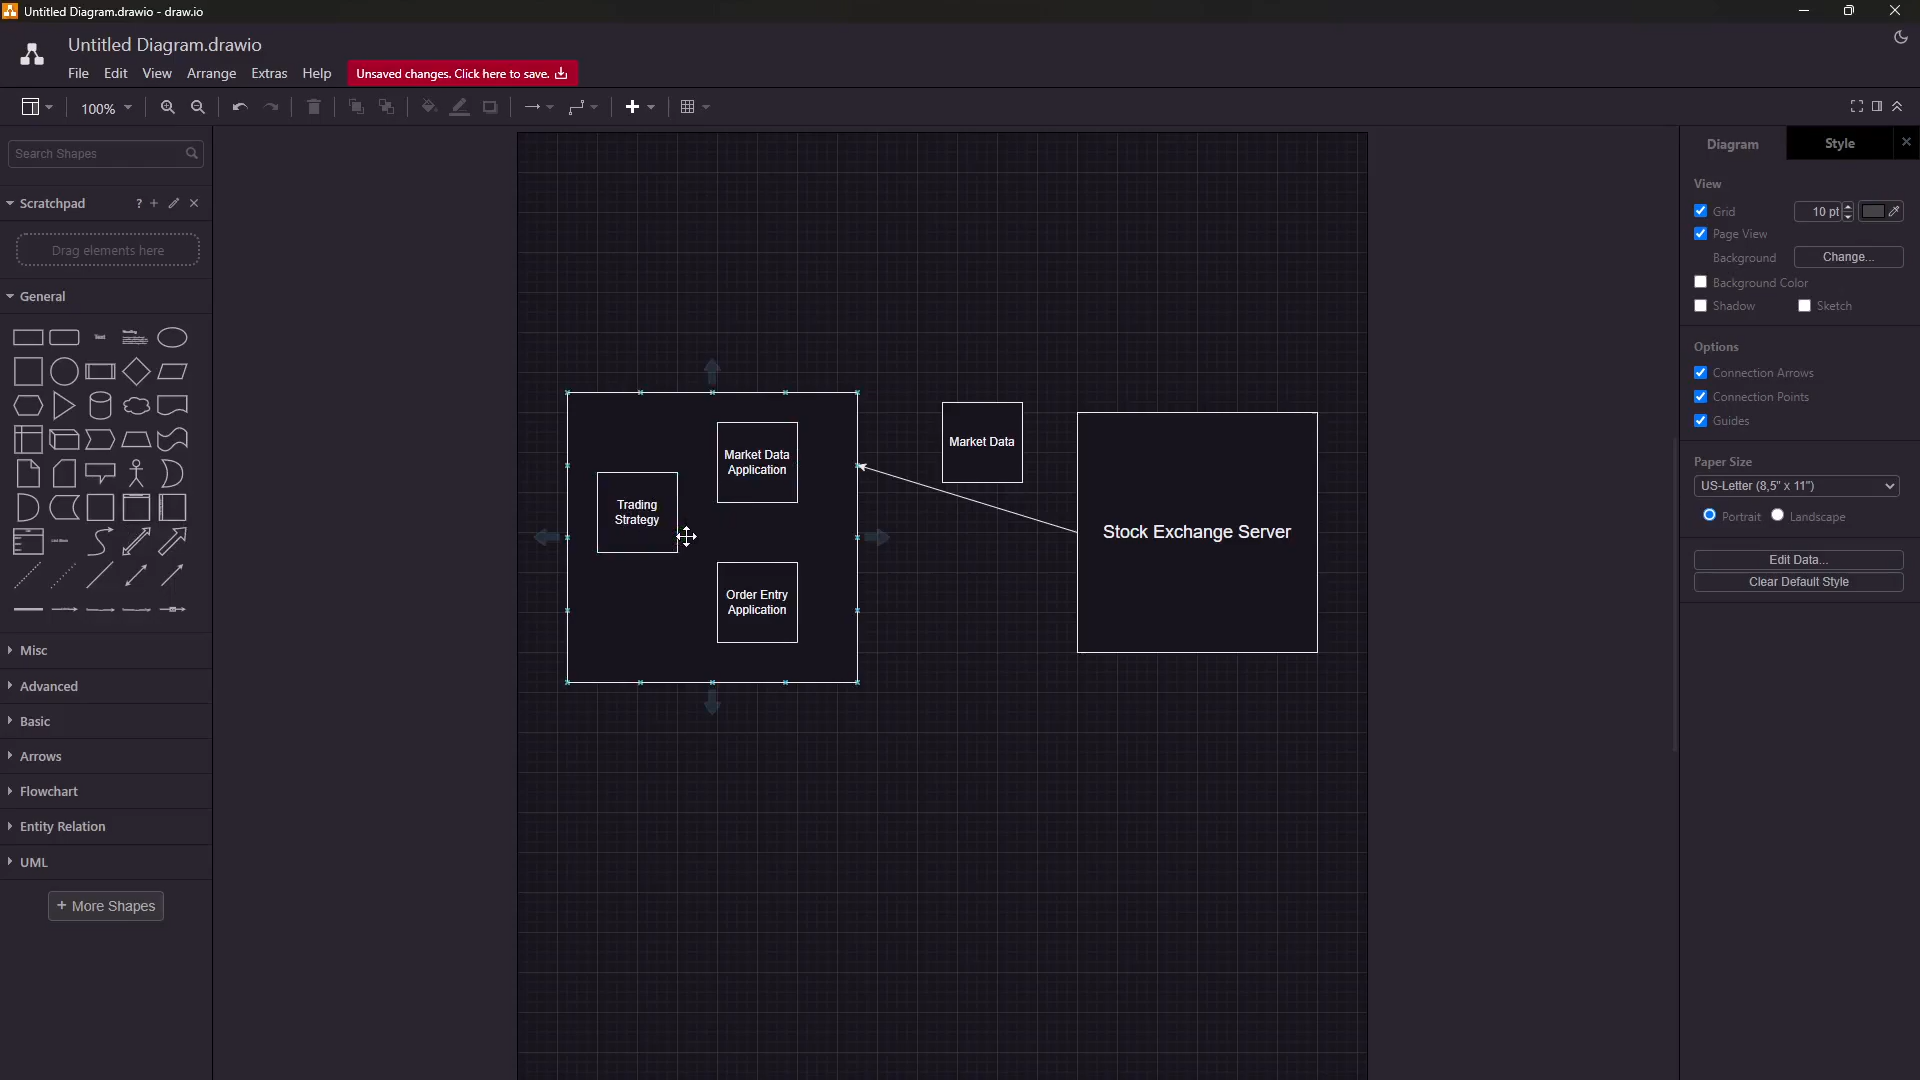 Untitled Diagram.drawio - draw.io
Untitled Diagram.drawio
File Edit View Arrange Extras Help Unsaved changes. Click here to save.
100%
Search Shapes
Scratchpad ? + 
Drag elements here
General
Text
Misc
Advanced
Basic
Arrows
Flowchart
Entity Relation
UML
+ More Shapes
Market Data
Application
Trading
Strategy
Order Entry
Application
Market Data
Stock Exchange Server
Diagram Style
View
Grid 10 pt
Page View
Background Change...
Background Color
Shadow Sketch
Options
Connection Arrows
Connection Points
Guides
Paper Size
US-Letter (8,5" x 11")
Portrait Landscape
Edit Data...
Clear Default Style